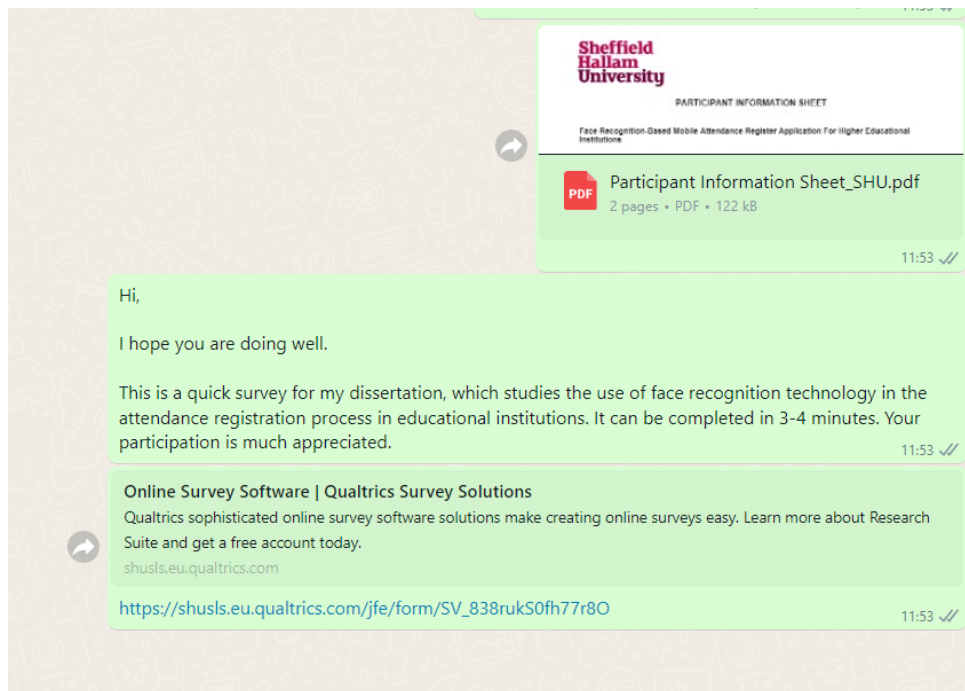 Sheffield
Hallam
University
PARTICIPANT INFORMATION SHEET
Face Recognition-Based Mobile Attendance Register Application For Higher Educational
Institutions
PDF
Participant Information Sheet_SHU.pdf
2 pages • PDF • 122 kB
11:53
Hi,
I hope you are doing well.
This is a quick survey for my dissertation, which studies the use of face recognition technology in the
attendance registration process in educational institutions. It can be completed in 3-4 minutes. Your
participation is much appreciated.
11:53
Online Survey Software | Qualtrics Survey Solutions
Qualtrics sophisticated online survey software solutions make creating online surveys easy. Learn more about Research
Suite and get a free account today.
shusls.eu.qualtrics.com
https://shusls.eu.qualtrics.com/jfe/form/SV_838rukS0fh77r8O
11:53